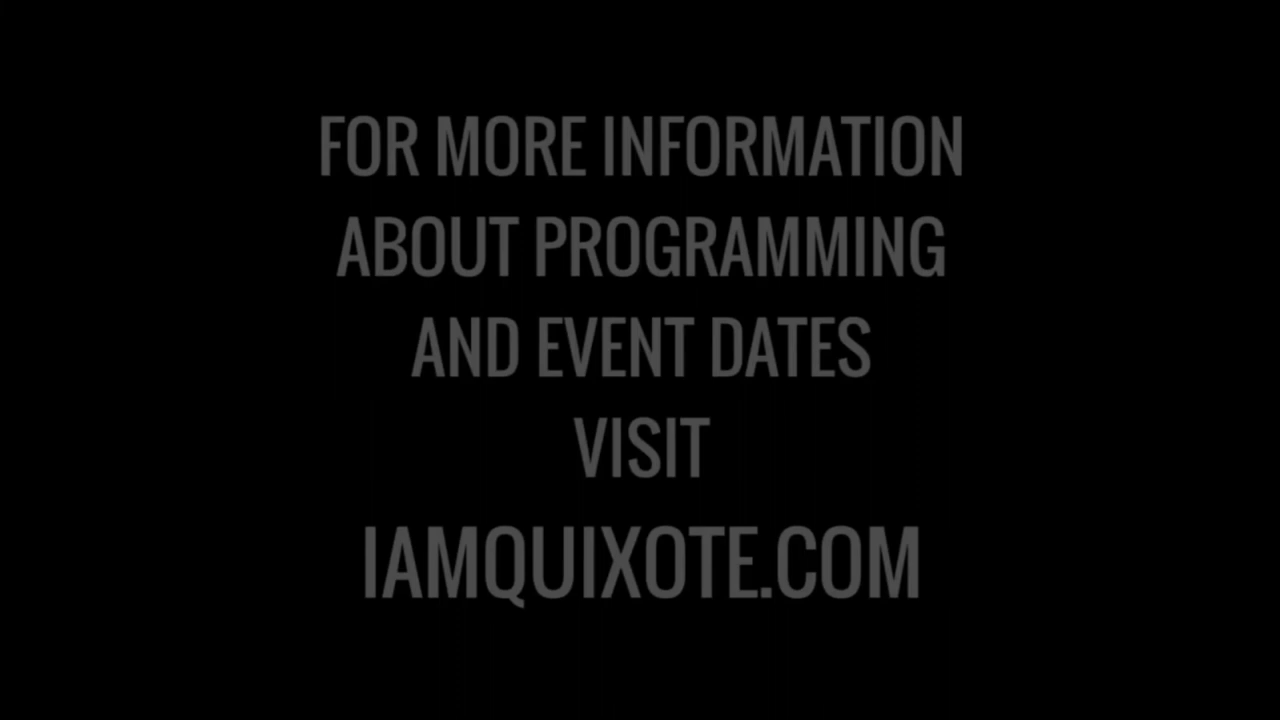 FOR MORE INFORMATION
ABOUT PROGRAMMING
AND EVENT DATES
VISIT
IAMQUIXOTE.COM